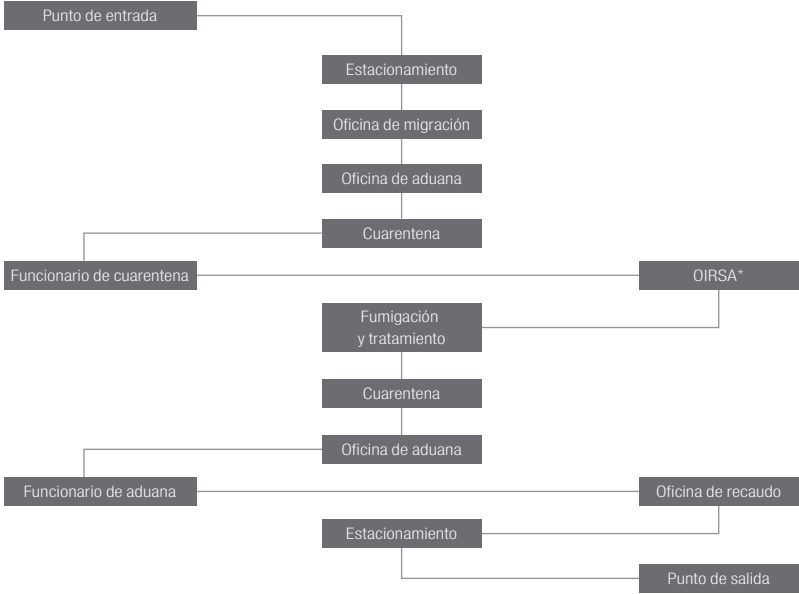 Punto de entrada
Estacionamiento
Oficina de migración
Oficina de aduana
Cuarentena
Funcionario de cuarentena
OIRSA*
Fumigación
y tratamiento
Cuarentena
Oficina de aduana
Funcionario de aduana
Oficina de recaudo
Estacionamiento
Punto de salida